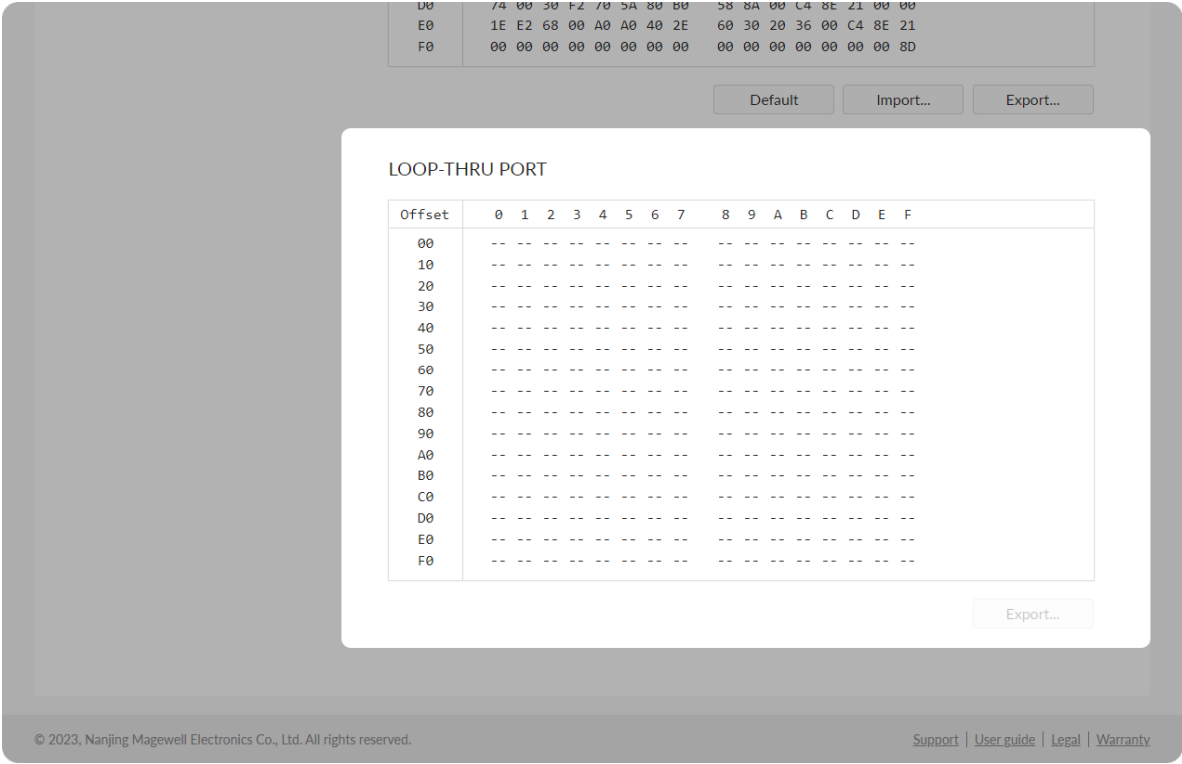 D0 74 00 30 F2 70 5A 80 B0 58 8A 00 C4 8E 21 00 00
E0 1E E2 68 00 A0 A0 40 2E 60 30 20 36 00 C4 8E 21
F0 00 00 00 00 00 00 00 00 00 00 00 00 00 00 00 8D
Default Import... Export...
LOOP-THRU PORT
Offset 0 1 2 3 4 5 6 7 8 9 A B C D E F
00 -- -- -- -- -- -- -- -- -- -- -- -- -- -- -- --
10 -- -- -- -- -- -- -- -- -- -- -- -- -- -- -- --
20 -- -- -- -- -- -- -- -- -- -- -- -- -- -- -- --
30 -- -- -- -- -- -- -- -- -- -- -- -- -- -- -- --
40 -- -- -- -- -- -- -- -- -- -- -- -- -- -- -- --
50 -- -- -- -- -- -- -- -- -- -- -- -- -- -- -- --
60 -- -- -- -- -- -- -- -- -- -- -- -- -- -- -- --
70 -- -- -- -- -- -- -- -- -- -- -- -- -- -- -- --
80 -- -- -- -- -- -- -- -- -- -- -- -- -- -- -- --
90 -- -- -- -- -- -- -- -- -- -- -- -- -- -- -- --
A0 -- -- -- -- -- -- -- -- -- -- -- -- -- -- -- --
B0 -- -- -- -- -- -- -- -- -- -- -- -- -- -- -- --
C0 -- -- -- -- -- -- -- -- -- -- -- -- -- -- -- --
D0 -- -- -- -- -- -- -- -- -- -- -- -- -- -- -- --
E0 -- -- -- -- -- -- -- -- -- -- -- -- -- -- -- --
F0 -- -- -- -- -- -- -- -- -- -- -- -- -- -- -- --
Export...
© 2023, Nanjing Magewell Electronics Co., Ltd. All rights reserved. Support | User guide | Legal | Warranty